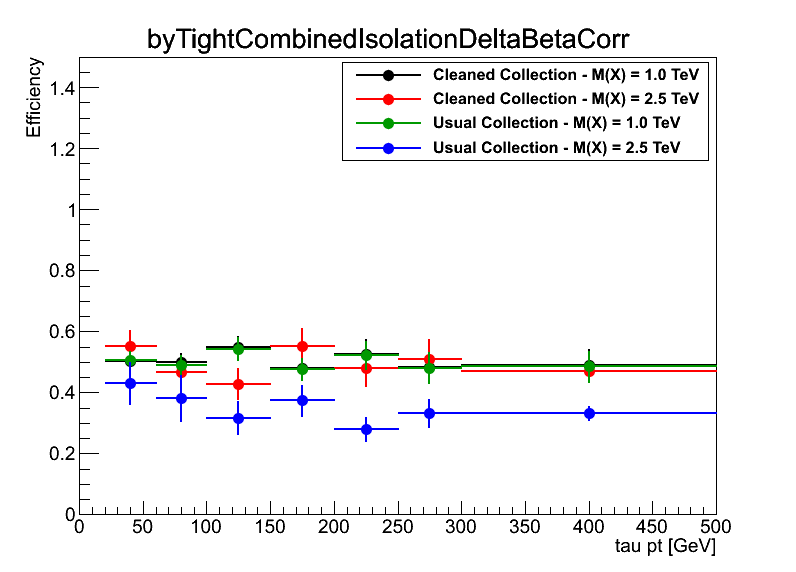 byTightCombinedIsolationDeltaBetaCorr
Efficiency
Cleaned Collection - M(X) = 1.0 TeV
Cleaned Collection - M(X) = 2.5 TeV
Usual Collection - M(X) = 1.0 TeV
Usual Collection - M(X) = 2.5 TeV
1.4
1.2
1
0.8
0.6
0.4
0.2
0
0 50 100 150 200 250 300 350 400 450 500
tau pt [GeV]